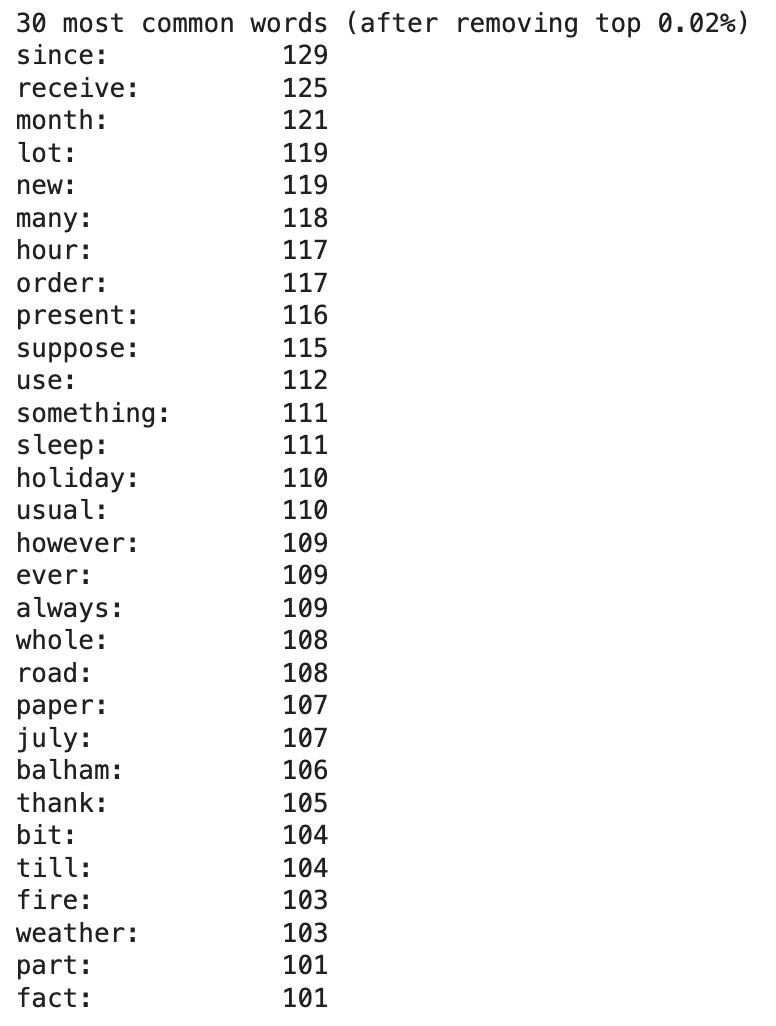 30 most common words (after removing top 0.02%)
since: 129
receive: 125
month: 121
lot: 119
new: 119
many: 118
hour: 117
order: 117
present: 116
suppose: 115
use: 112
something: 111
sleep: 111
holiday: 110
usual: 110
however: 109
ever: 109
always: 109
whole: 108
road: 108
paper: 107
july: 107
balham: 106
thank: 105
bit: 104
till: 104
fire: 103
weather: 103
part: 101
fact: 101